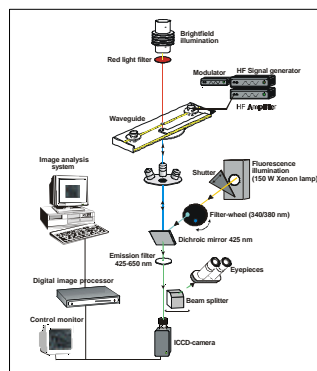 Brightfield
illumination
Red light filter
Modulator
HF Signal generator
HF Amplifier
Waveguide
Image analysis
system
Shutter
Fluorescence
illumination
(150 W Xenon lamp)
Filter-wheel (340/380 nm)
Dichroic mirror 425 nm
Emission filter
425-650 nm
Eyepieces
Digital image processor
Beam splitter
Control monitor
ICCD-camera